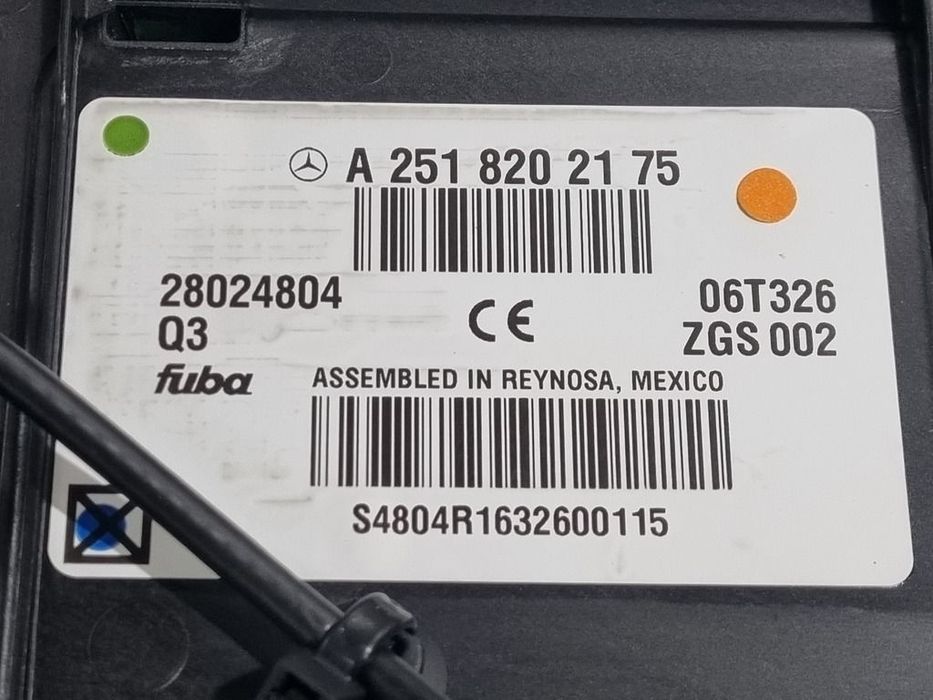 A 251 820 21 75
28024804
06T326
Q3
CE
ZGS 002
fuba
ASSEMBLED IN REYNOSA, MEXICO
S4804R1632600115